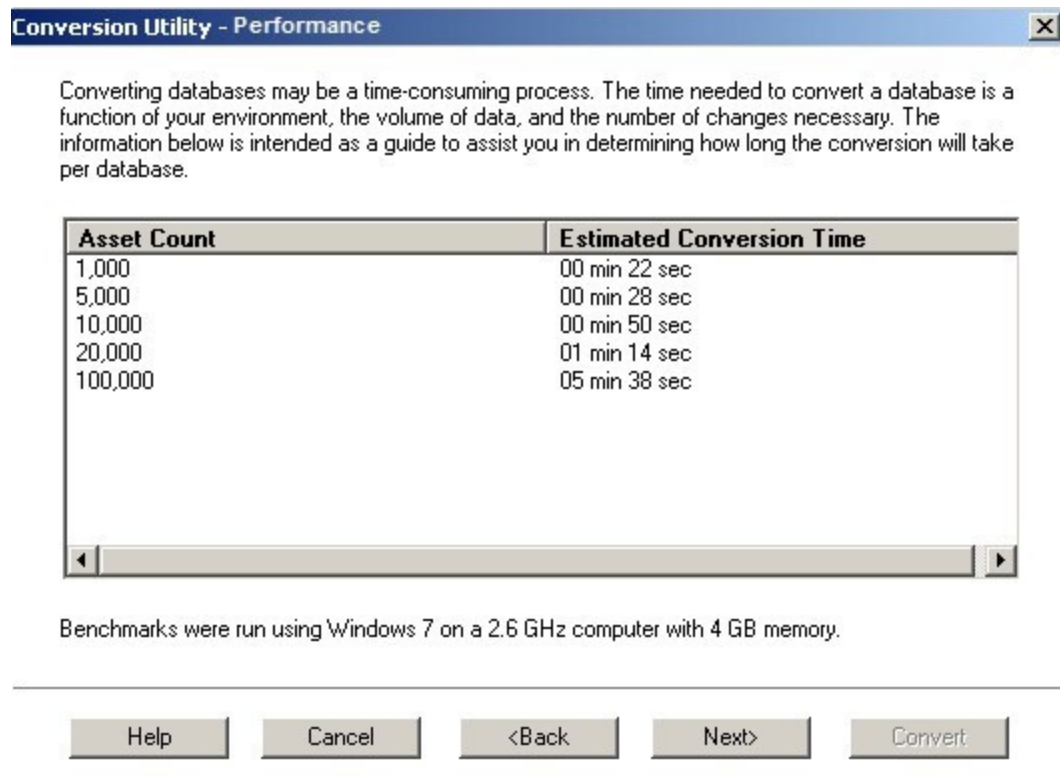 Conversion Utility - Performance
Converting databases may be a time-consuming process. The time needed to convert a database is a
function of your environment, the volume of data, and the number of changes necessary. The
information below is intended as a guide to assist you in determining how long the conversion will take
per database.
Asset Count Estimated Conversion Time
1,000 00 min 22 sec
5,000 00 min 28 sec
10,000 00 min 50 sec
20,000 01 min 14 sec
100,000 05 min 38 sec
Benchmarks were run using Windows 7 on a 2.6 GHz computer with 4 GB memory.
Help Cancel <Back Next> Convert